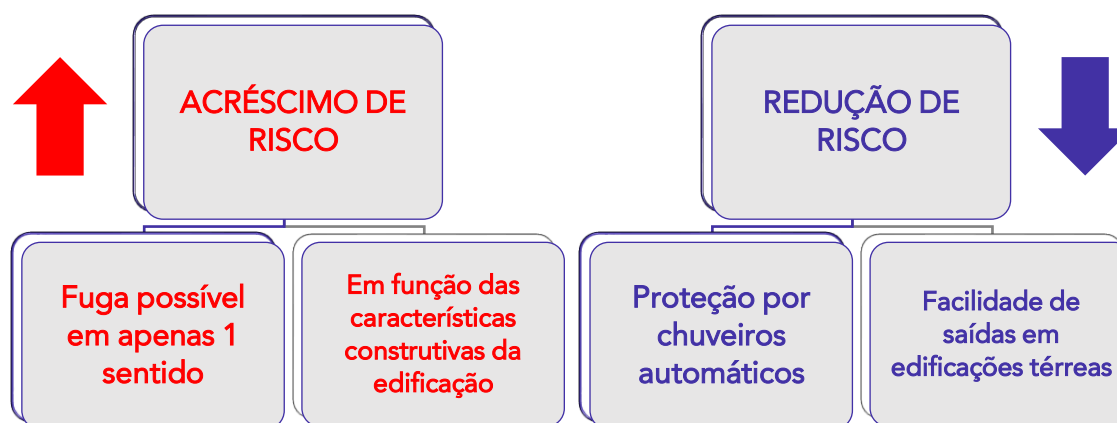 ACRÉSCIMO DE
RISCO
REDUÇÃO DE
RISCO
Fuga possível
em apenas 1
sentido
Em função das
características
construtivas da
edificação
Proteção por
chuveiros
automáticos
Facilidade de
saídas em
edificações térreas